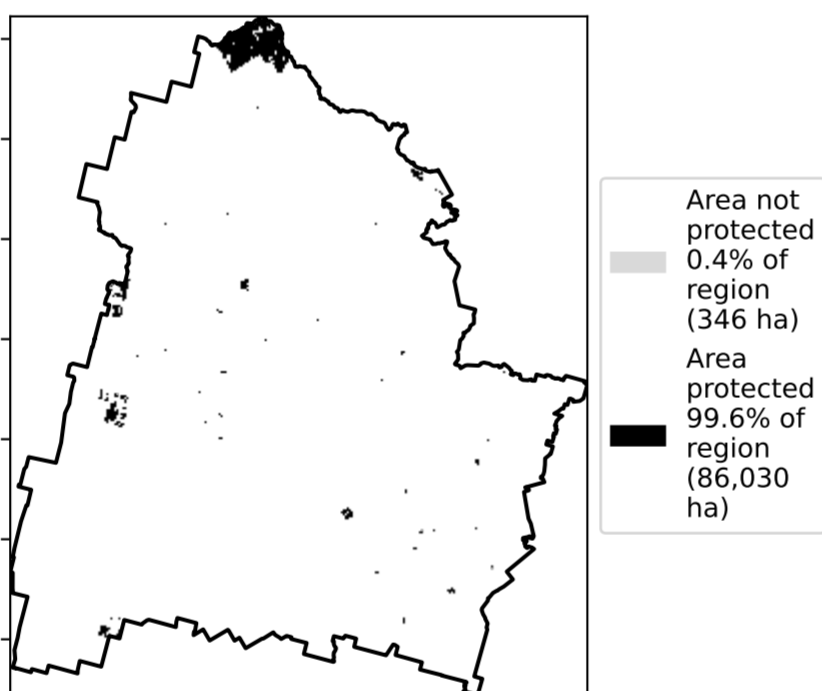 Area not
protected
0.4% of
region
(346 ha)
Area
protected
99.6% of
region
(86,030
ha)